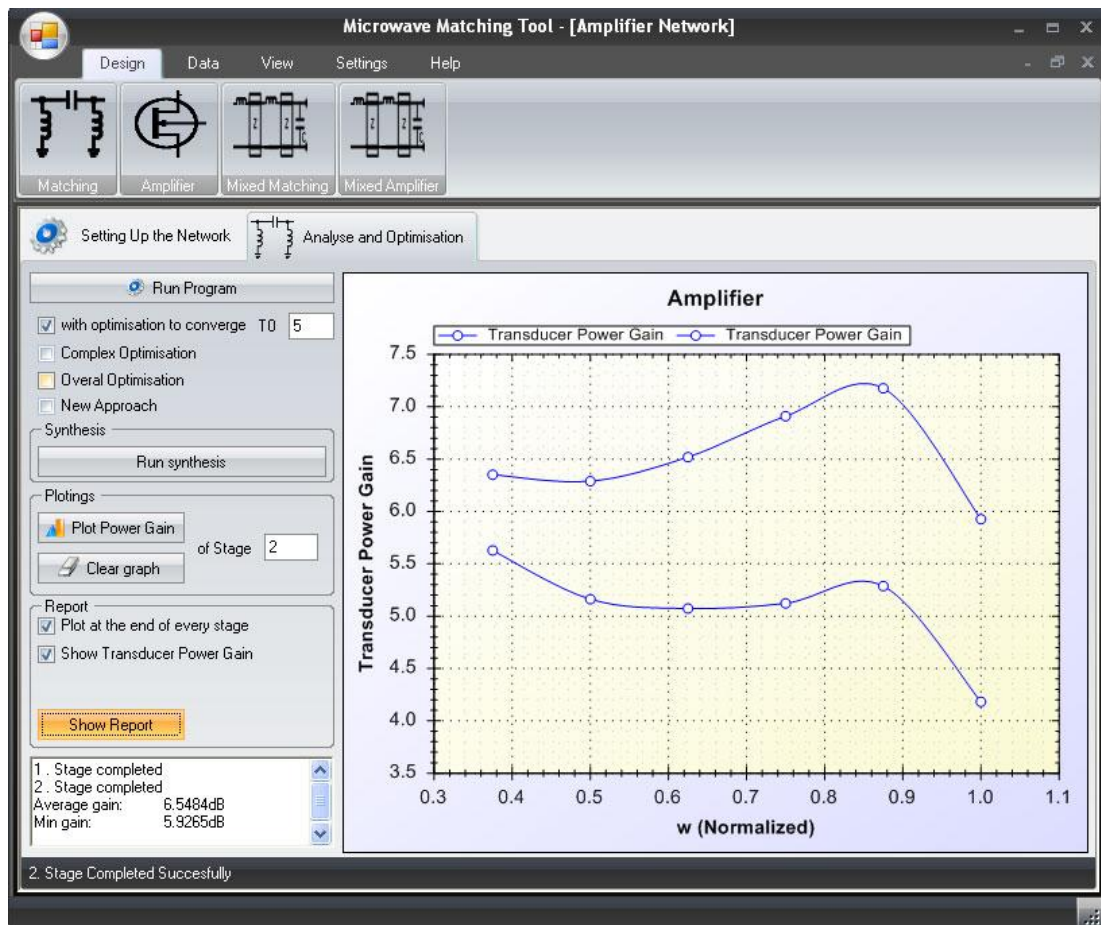 Microwave Matching Tool - [Amplifier Network]
Design Data View Settings Help
Matching Amplifier Mixed Matching Mixed Amplifier
Setting Up the Network Analyse and Optimisation
Run Program
with optimisation to converge T0 5
Complex Optimisation
Overal Optimisation
New Approach
Synthesis
Run synthesis
Plotings
Plot Power Gain
of Stage 2
Clear graph
Report
Plot at the end of every stage
Show Transducer Power Gain
Show Report
1 . Stage completed
2 . Stage completed
Average gain: 6.5484dB
Min gain: 5.9265dB
Amplifier
Transducer Power Gain Transducer Power Gain
Transducer Power Gain
7.5
7.0
6.5
6.0
5.5
5.0
4.5
4.0
3.5
0.3 0.4 0.5 0.6 0.7 0.8 0.9 1.0 1.1
w (Normalized)
2. Stage Completed Succesfully